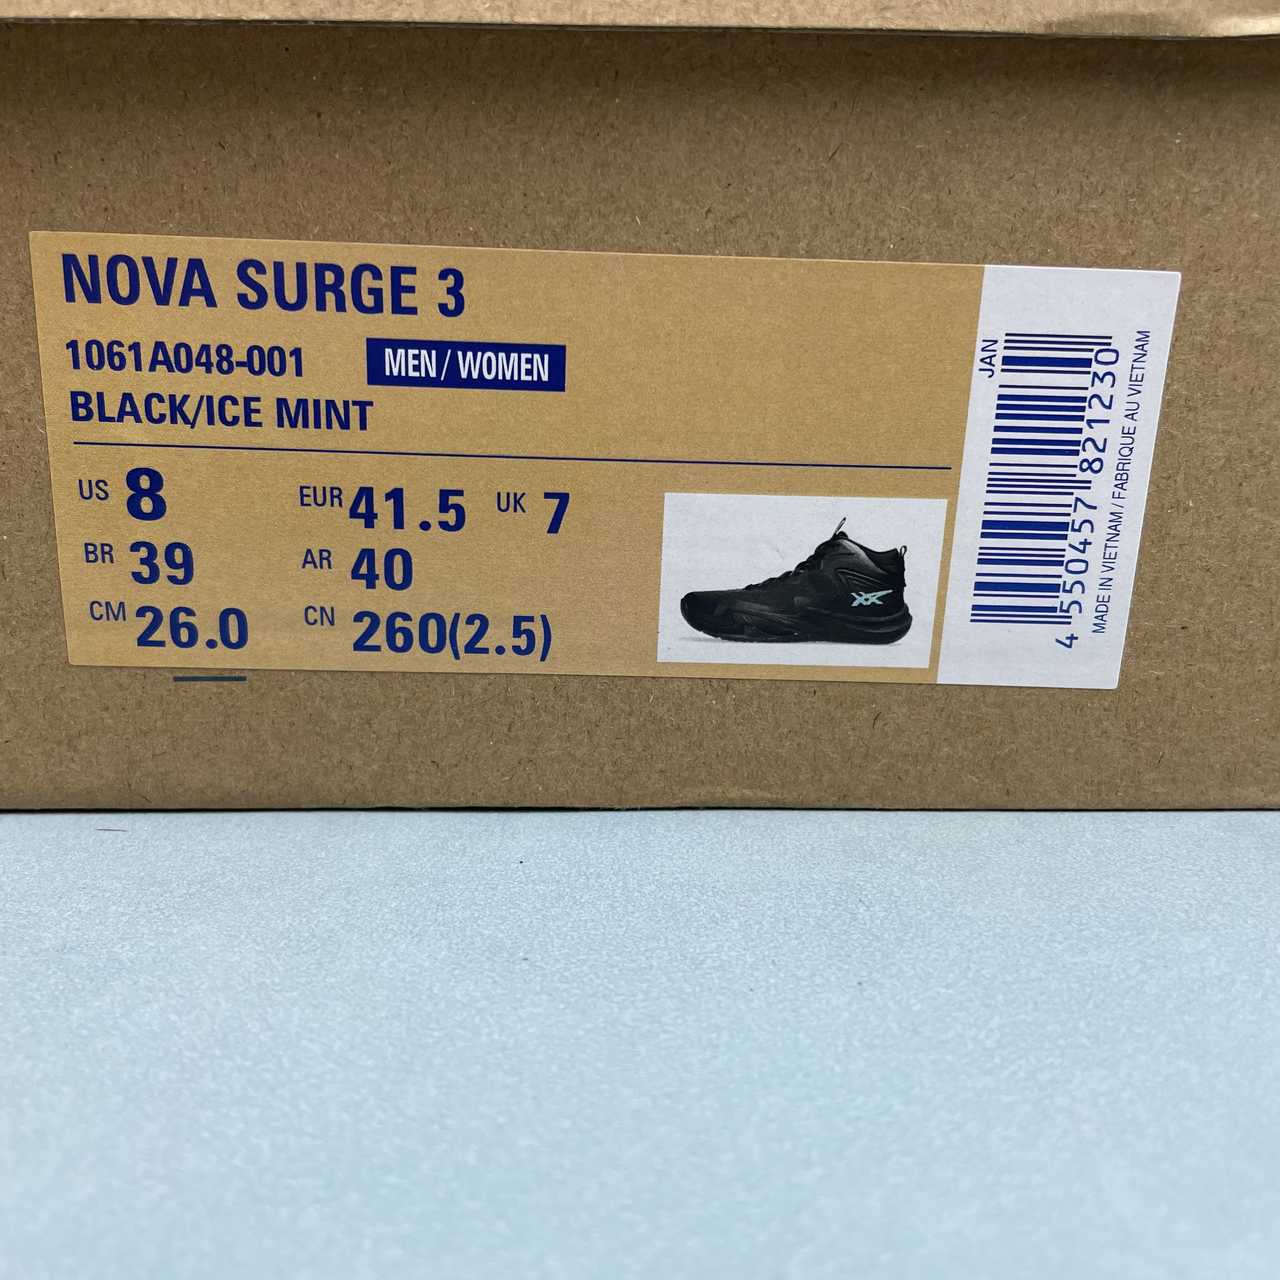 NOVA SURGE 3
1061A048-001 MEN / WOMEN
BLACK/ICE MINT
US 8 EUR 41.5 UK 7
BR 39 AR 40
CM 26.0 CN 260(2.5)
JAN
4 550457 821230
MADE IN VIETNAM / FABRIQUE AU VIETNAM